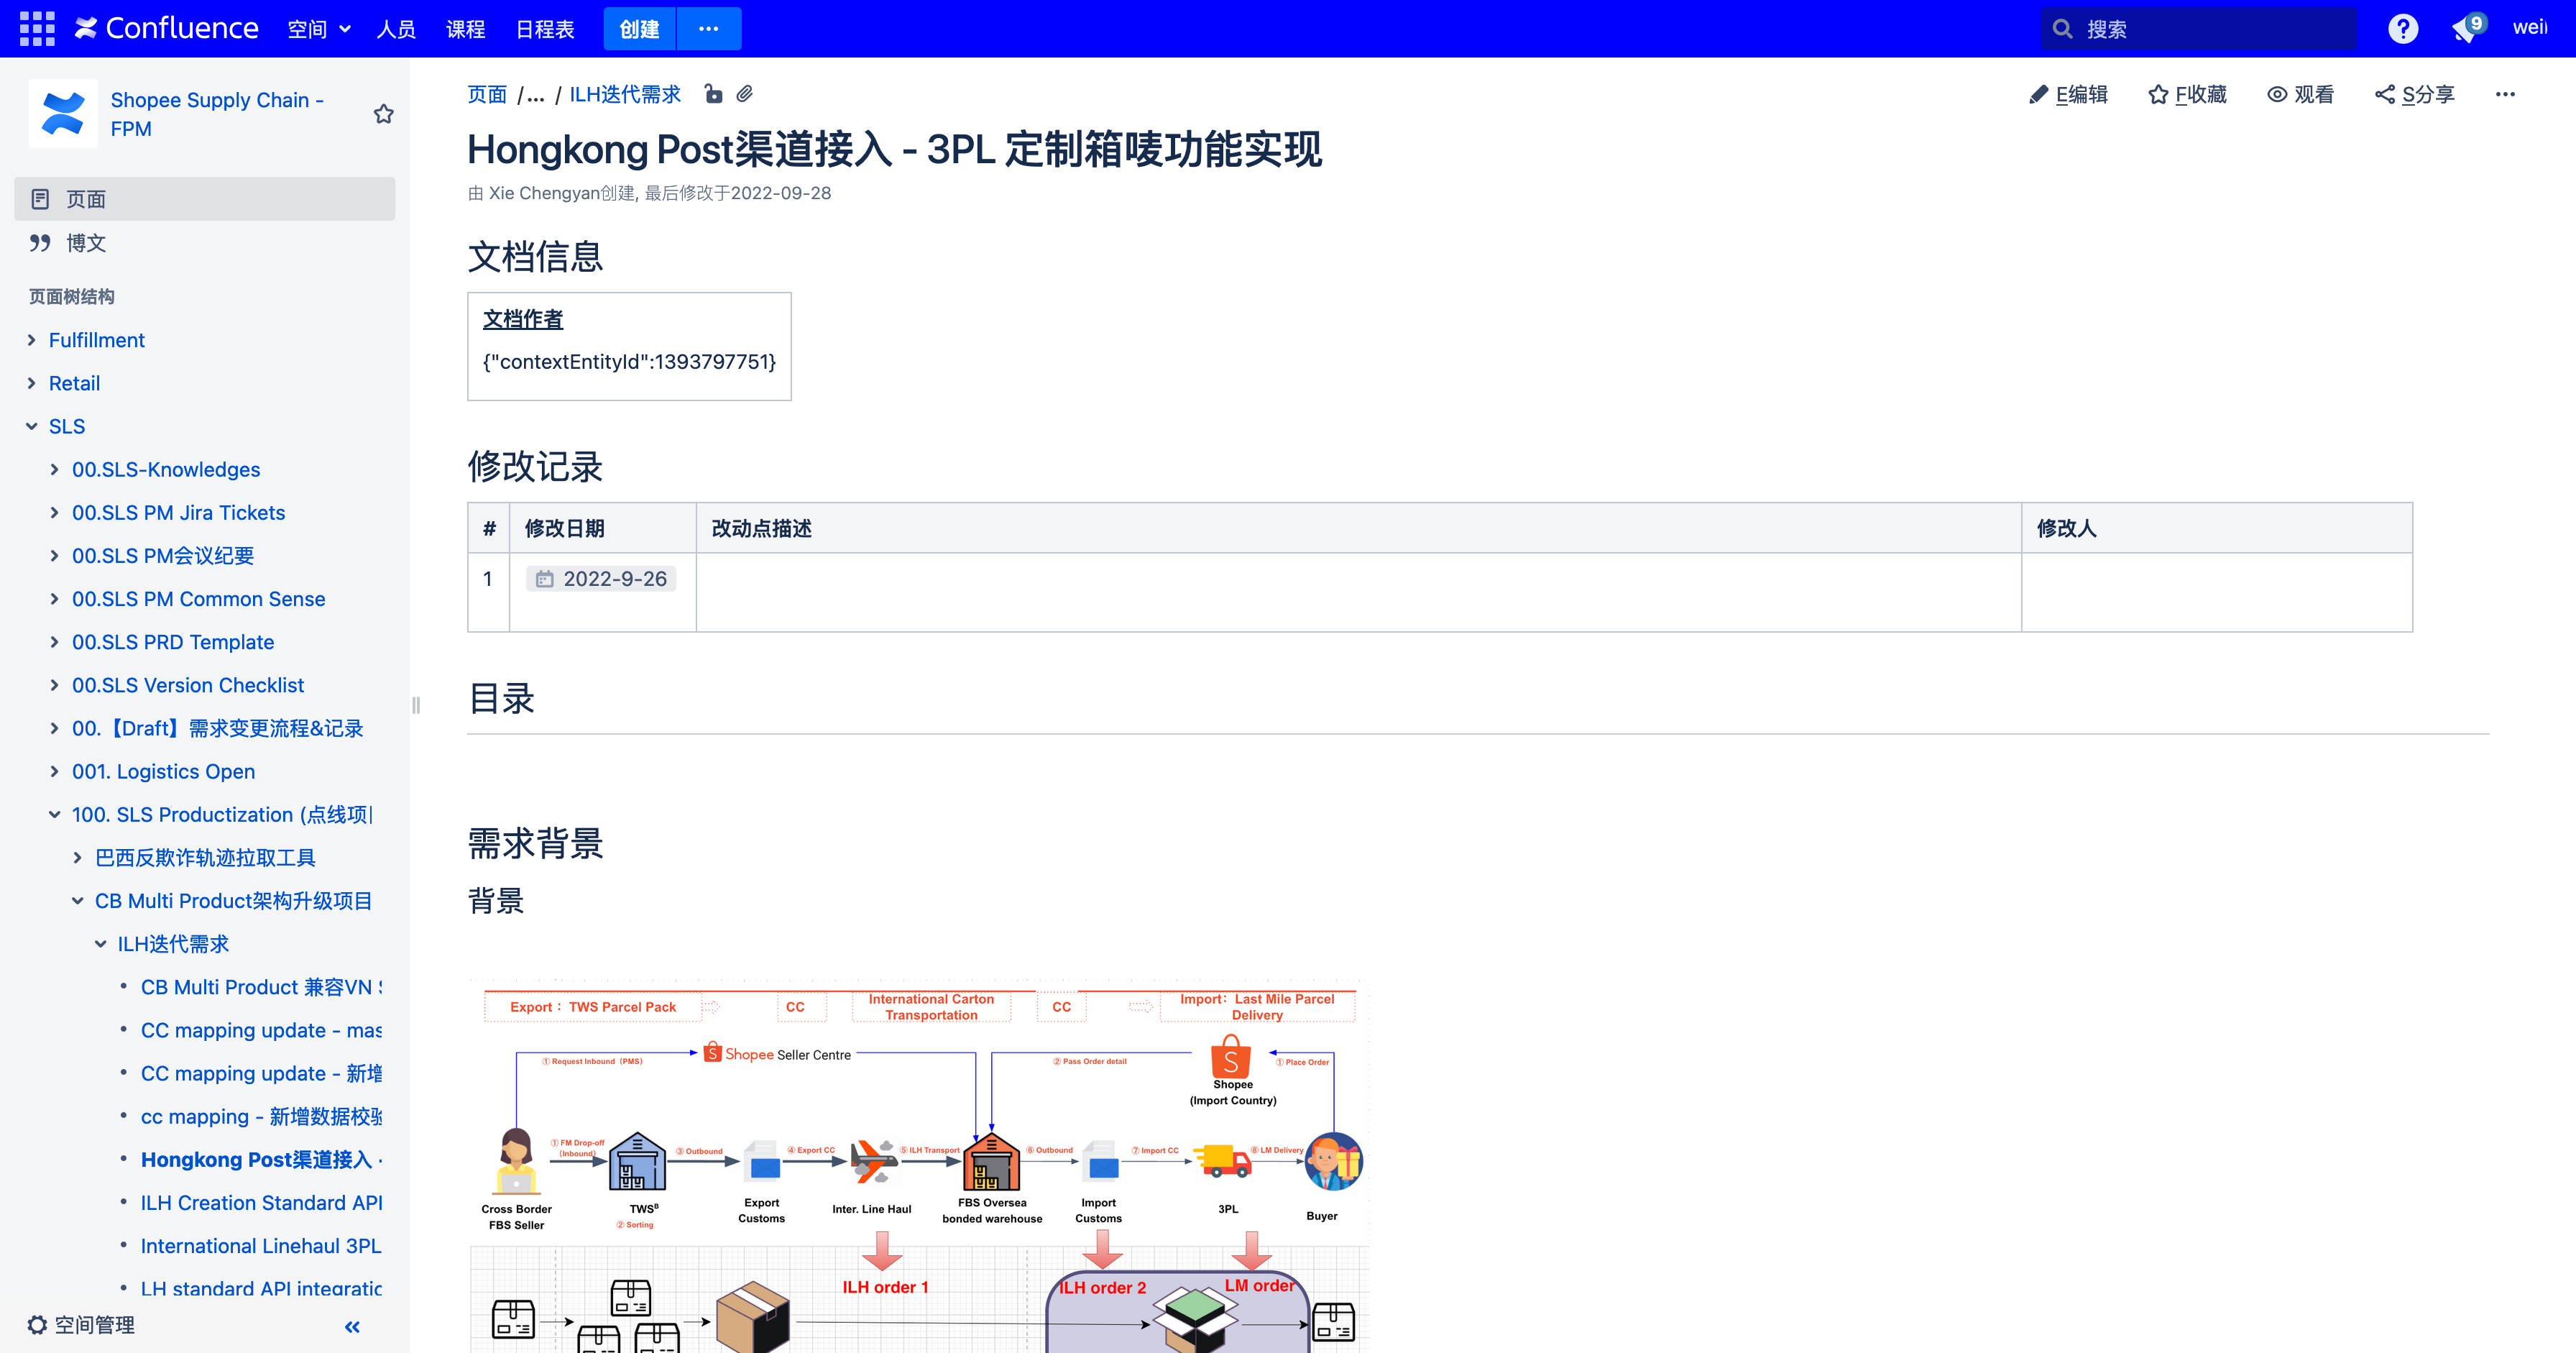 Confluence 空间 人员 课程 日程表 创建 ··· 搜索 ? 9
Shopee Supply Chain -
FPM
页面
博文
页面树结构
Fulfillment
Retail
SLS
00.SLS-Knowledges
00.SLS PM Jira Tickets
00.SLS PM会议纪要
00.SLS PM Common Sense
00.SLS PRD Template
00.SLS Version Checklist
00.【Draft】需求变更流程&记录
001. Logistics Open
100. SLS Productization (点线项
巴西反欺诈轨迹拉取工具
CB Multi Product架构升级项目
ILH迭代需求
CB Multi Product 兼容VN
CC mapping update - mas
CC mapping update - 新增
cc mapping - 新增数据校验
Hongkong Post渠道接入 -
ILH Creation Standard API
International Linehaul 3PL
LH standard API integratio
空间管理
页面 /... / ILH迭代需求
E编辑 F收藏 观看 S分享 ···
Hongkong Post渠道接入 - 3PL 定制箱唛功能实现
由 Xie Chengyan创建, 最后修改于2022-09-28
文档信息
文档作者
{"contextEntityId":1393797751}
修改记录
# 修改日期 改动点描述 修改人
1 2022-9-26
目录
需求背景
背景
Export： TWS Parcel Pack
CC
International Carton
Transportation
CC
Import： Last Mile Parcel
Delivery
① Request Inbound（PMS）
Shopee Seller Centre
② Pass Order detail
① Place Order
Shopee
(Import Country)
① FM Drop-off
(Inbound)
③ Outbound
④ Export CC
⑤ ILH Transport
⑥ Outbound
⑦ Import CC
⑧ LM Delivery
Cross Border
FBS Seller
TWSᴮ
② Sorting
Export
Customs
Inter. Line Haul
FBS Oversea
bonded warehouse
Import
Customs
3PL
Buyer
ILH order 1
ILH order 2
LM order